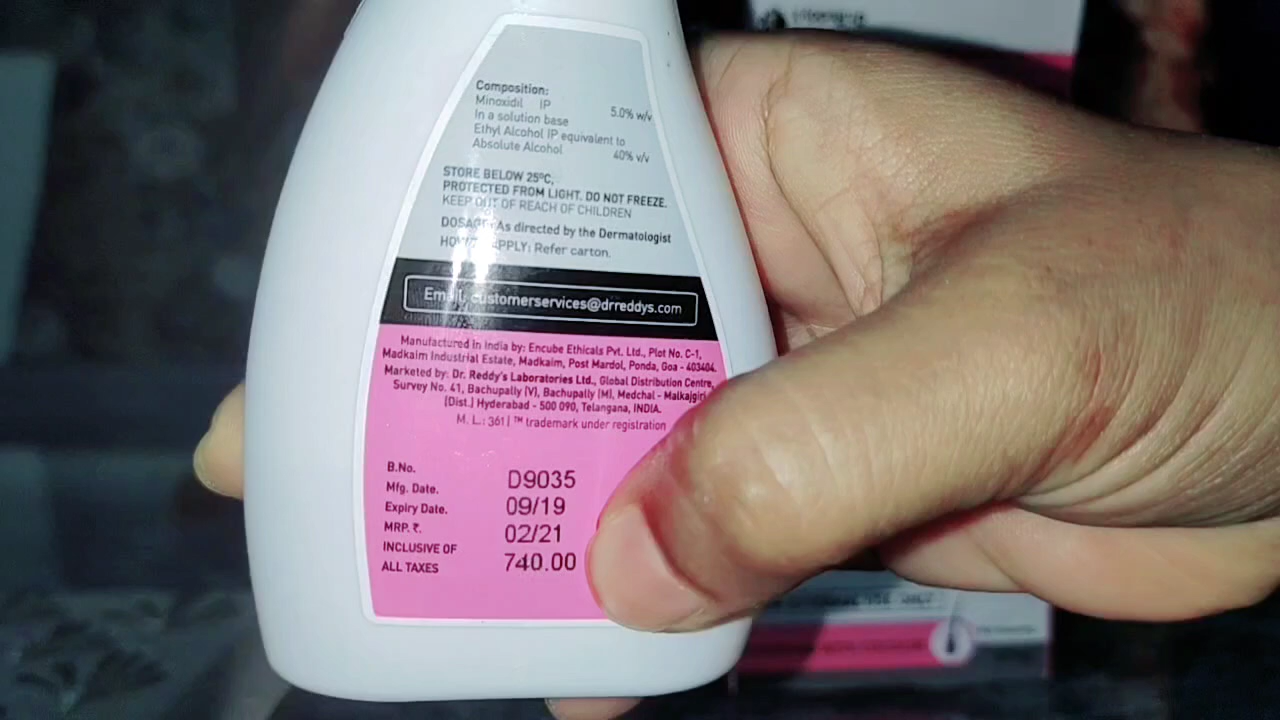 Composition:
Minoxidil IP 5.0% w/v
In a solution base
Ethyl Alcohol IP equivalent to
Absolute Alcohol 40% v/v
STORE BELOW 25°C,
PROTECTED FROM LIGHT. DO NOT FREEZE.
KEEP OUT OF REACH OF CHILDREN
As directed by the Dermatologist
Refer carton.
customerservices@drreddys.com
Manufactured in India by: Encube Ethicals Pvt. Ltd., Plot No. C-1,
Madkaim Industrial Estate, Madkaim, Post Mardol, Ponda, Goa - 403404.
Marketed by: Dr. Reddy's Laboratories Ltd., Global Distribution Centre,
Survey No. 41, Bachupally (V), Bachupally (M), Medchal - Malkajgiri
(Dist.) Hyderabad - 500 090, Telangana, INDIA.
M. L.: 361 | ™ trademark under registration
B.No. D9035
Mfg. Date. 09/19
Expiry Date. 02/21
MRP. ₹. 740.00
INCLUSIVE OF
ALL TAXES